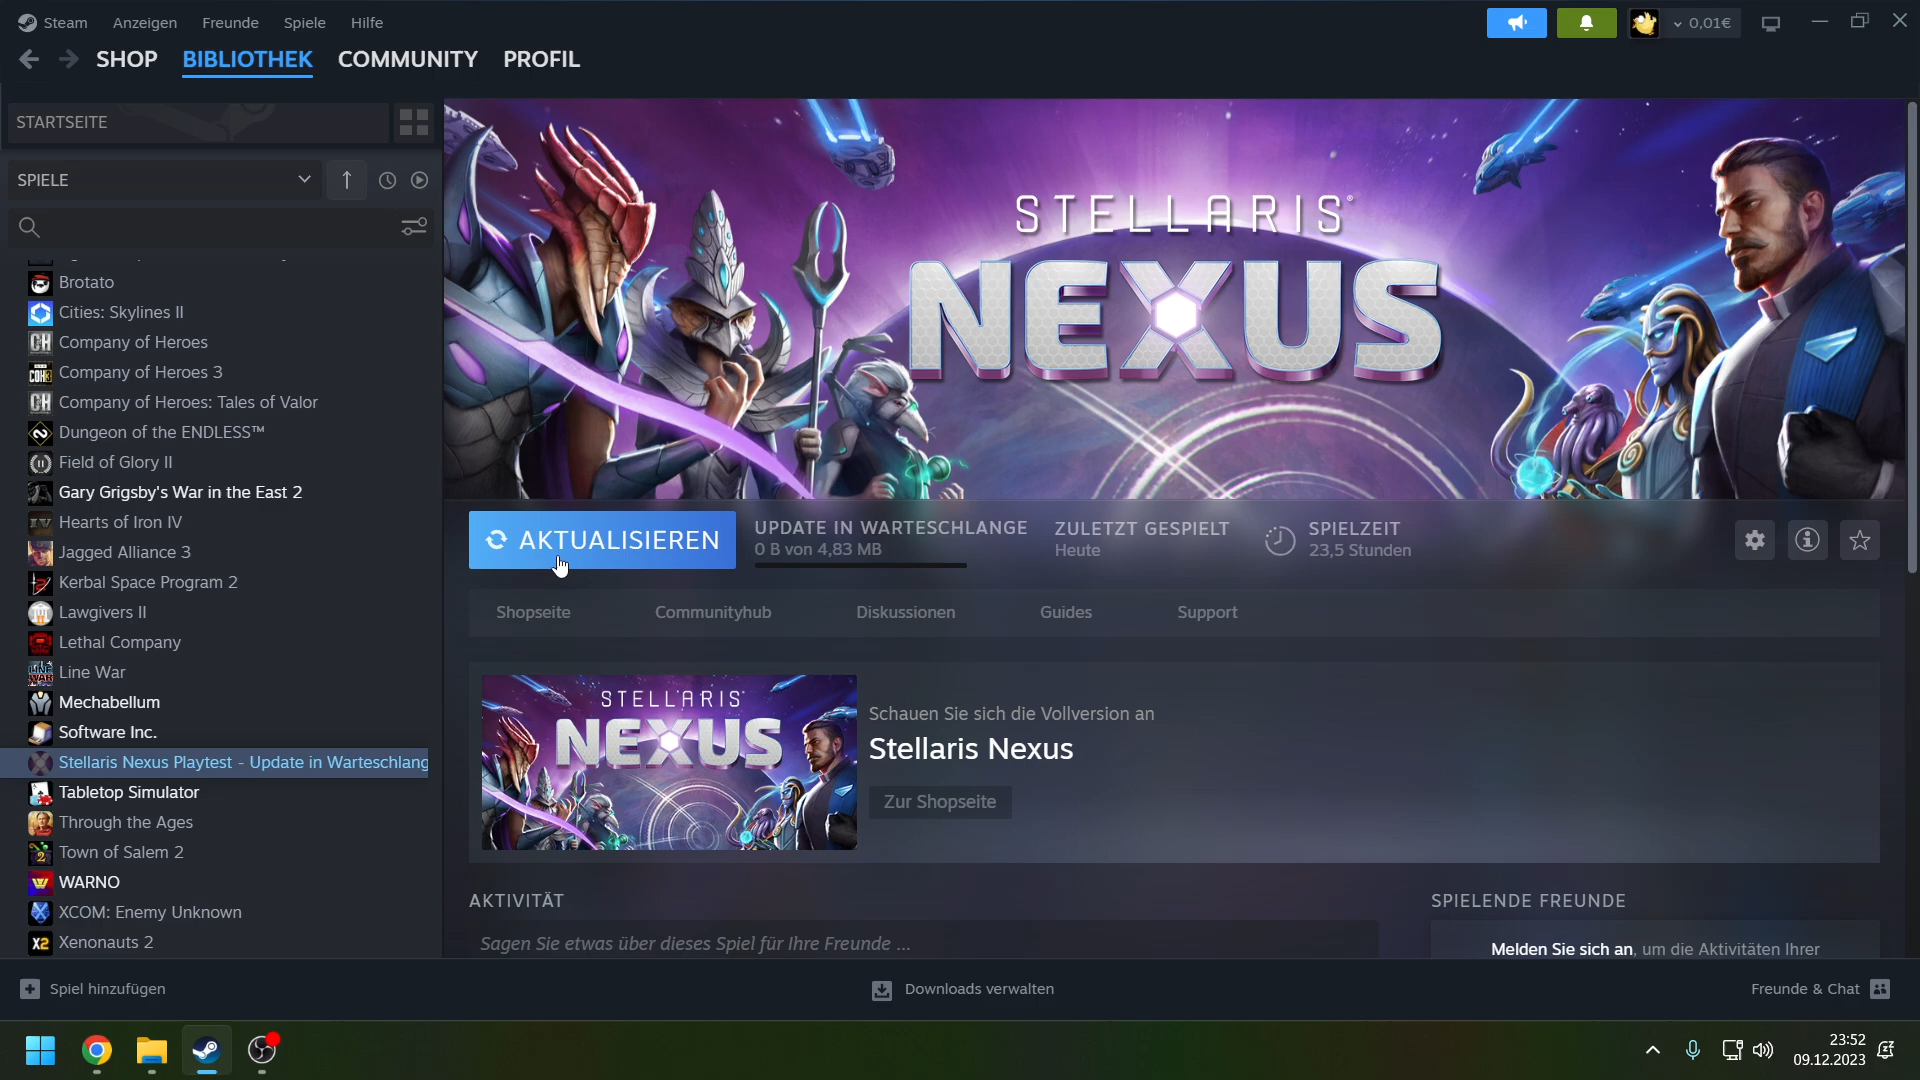 Steam Anzeigen Freunde Spiele Hilfe 0,01€
SHOP BIBLIOTHEK COMMUNITY PROFIL
STARTSEITE
SPIELE
Brotato
Cities: Skylines II
Company of Heroes
Company of Heroes 3
Company of Heroes: Tales of Valor
Dungeon of the ENDLESS™
Field of Glory II
Gary Grigsby's War in the East 2
Hearts of Iron IV
Jagged Alliance 3
Kerbal Space Program 2
Lawgivers II
Lethal Company
Line War
Mechabellum
Software Inc.
Stellaris Nexus Playtest - Update in Warteschlang
Tabletop Simulator
Through the Ages
Town of Salem 2
WARNO
XCOM: Enemy Unknown
Xenonauts 2
STELLARIS®
NEXUS
AKTUALISIEREN
UPDATE IN WARTESCHLANGE
0 B von 4,83 MB
ZULETZT GESPIELT
Heute
SPIELZEIT
23,5 Stunden
Shopseite Communityhub Diskussionen Guides Support
STELLARIS
NEXUS
Schauen Sie sich die Vollversion an
Stellaris Nexus
Zur Shopseite
AKTIVITÄT
Sagen Sie etwas über dieses Spiel für Ihre Freunde ...
SPIELENDE FREUNDE
Melden Sie sich an, um die Aktivitäten Ihrer
Spiel hinzufügen Downloads verwalten Freunde & Chat
23:52
09.12.2023